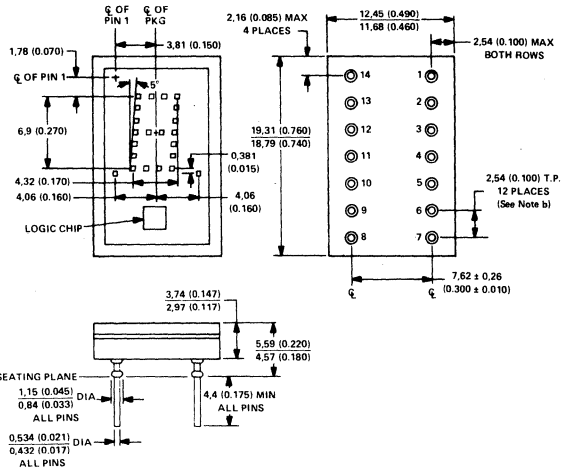 ℄ OF
PIN 1
℄ OF
PKG
1,78 (0.070)
3,81 (0.150)
℄ OF PIN 1
5°
6,9 (0.270)
0,381
(0.015)
4,32 (0.170)
4,06 (0.160)
4,06
(0.160)
LOGIC CHIP
2,16 (0.085) MAX
4 PLACES
12,45 (0.490)
11,68 (0.460)
2,54 (0.100) MAX
BOTH ROWS
14 1
13 2
12 3
11 4
10 5
9 6
8 7
19,31 (0.760)
18,79 (0.740)
2,54 (0.100) T.P.
12 PLACES
(See Note b)
7,62 ± 0,26
(0.300 ± 0.010)
℄ ℄
3,74 (0.147)
2,97 (0.117)
5,59 (0.220)
4,57 (0.180)
SEATING PLANE
1,15 (0.045) DIA
0,84 (0.033)
ALL PINS
4,4 (0.175) MIN
ALL PINS
0,534 (0.021) DIA
0,432 (0.017)
ALL PINS